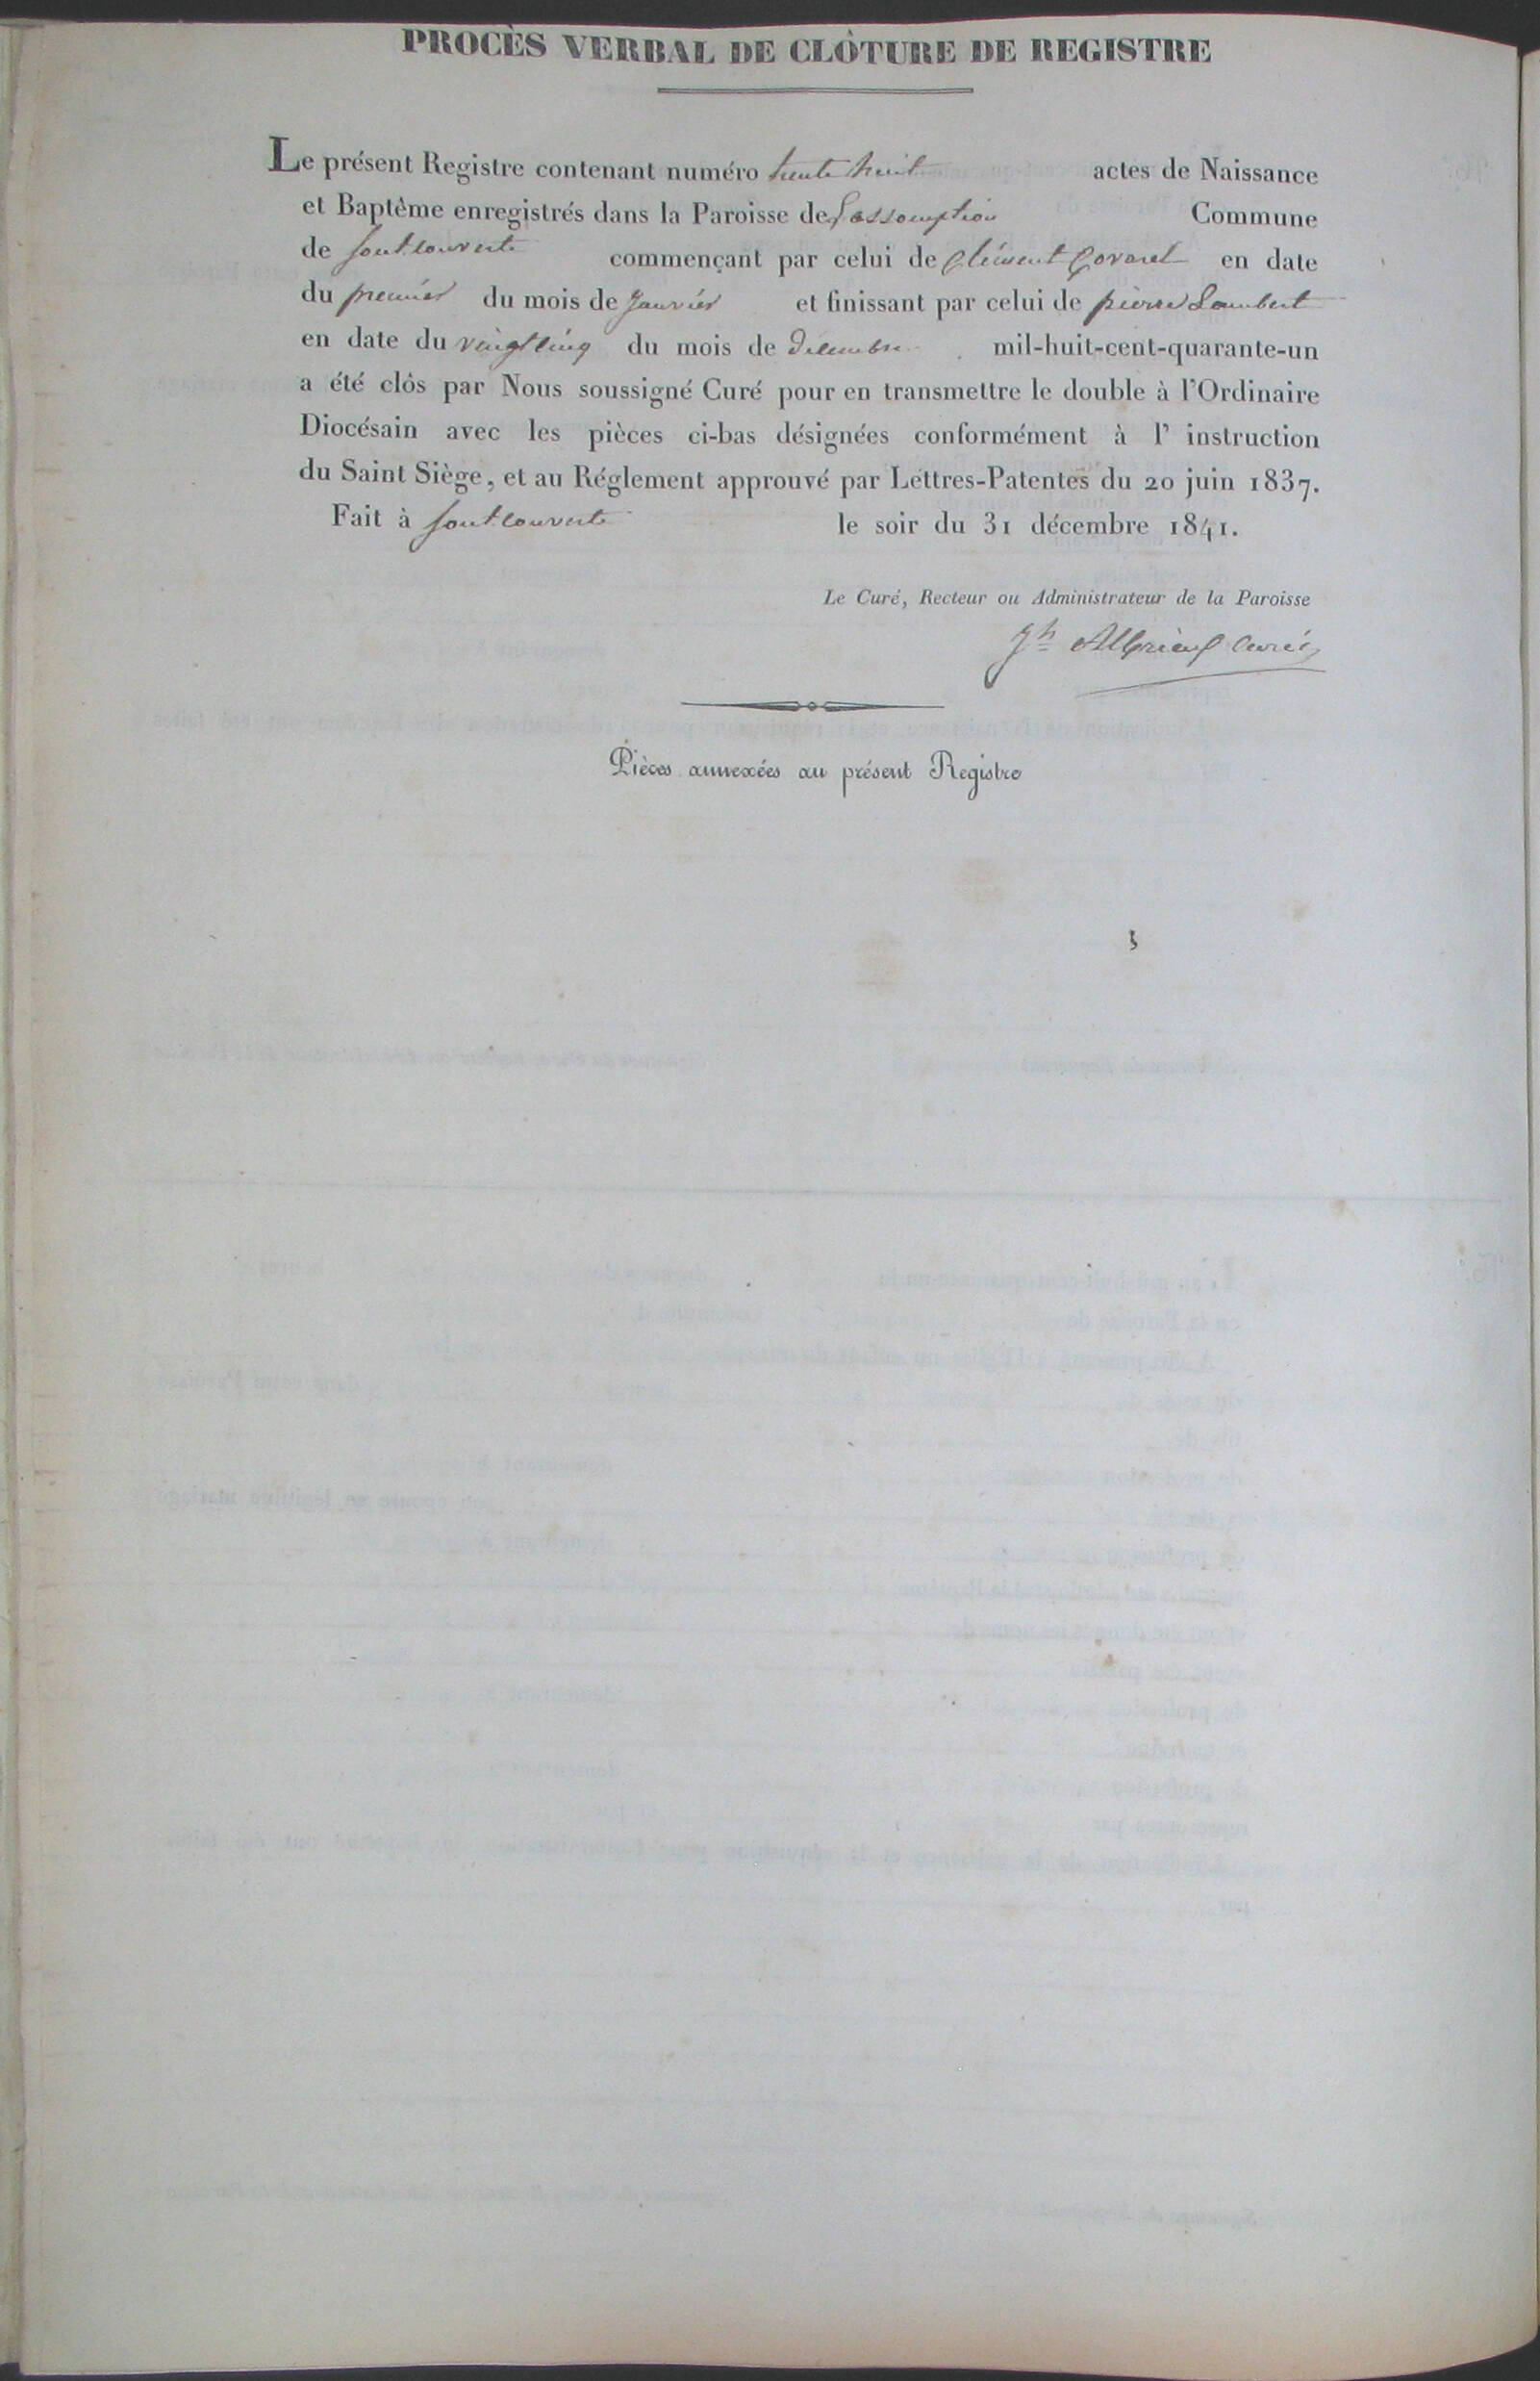 PROCÈS VERBAL DE CLÔTURE DE REGISTRE
Le présent Registre contenant numéro trente huit actes de Naissance
et Baptême enregistrés dans la Paroisse de L'assomption Commune
de fontcouverte commençant par celui de Clément en date
du premier du mois de Janvier et finissant par celui de pierre Lambert
en date du vingt cinq du mois de Décembre mil-huit-cent-quarante-un
a été clôs par Nous soussigné Curé pour en transmettre le double à l'Ordinaire
Diocésain avec les pièces ci-bas désignées conformément à l' instruction
du Saint Siège, et au Réglement approuvé par Lettres-Patentes du 20 juin 1837.
Fait à fontcouverte le soir du 31 décembre 1841.
Le Curé, Recteur ou Administrateur de la Paroisse
Jh Albrieux Curé
Pièces annexées au présent Registre